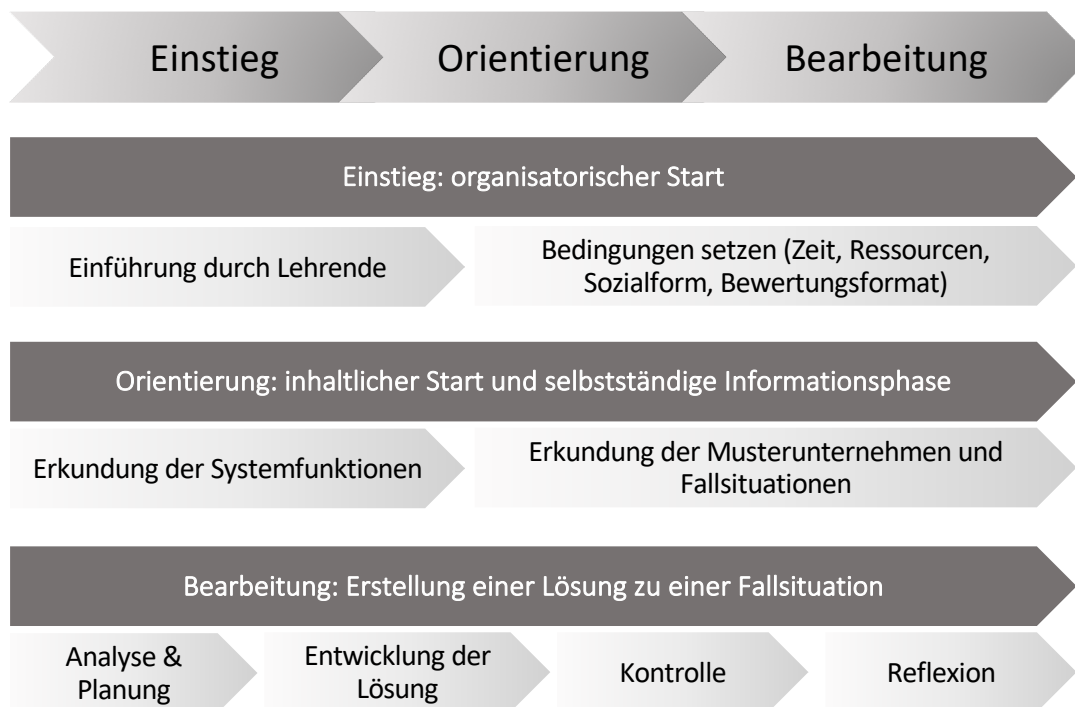 Einstieg
Orientierung
Bearbeitung
Einstieg: organisatorischer Start
Einführung durch Lehrende
Bedingungen setzen (Zeit, Ressourcen,
Sozialform, Bewertungsformat)
Orientierung: inhaltlicher Start und selbstständige Informationsphase
Erkundung der Systemfunktionen
Erkundung der Musterunternehmen und
Fallsituationen
Bearbeitung: Erstellung einer Lösung zu einer Fallsituation
Analyse &
Planung
Entwicklung der
Lösung
Kontrolle
Reflexion